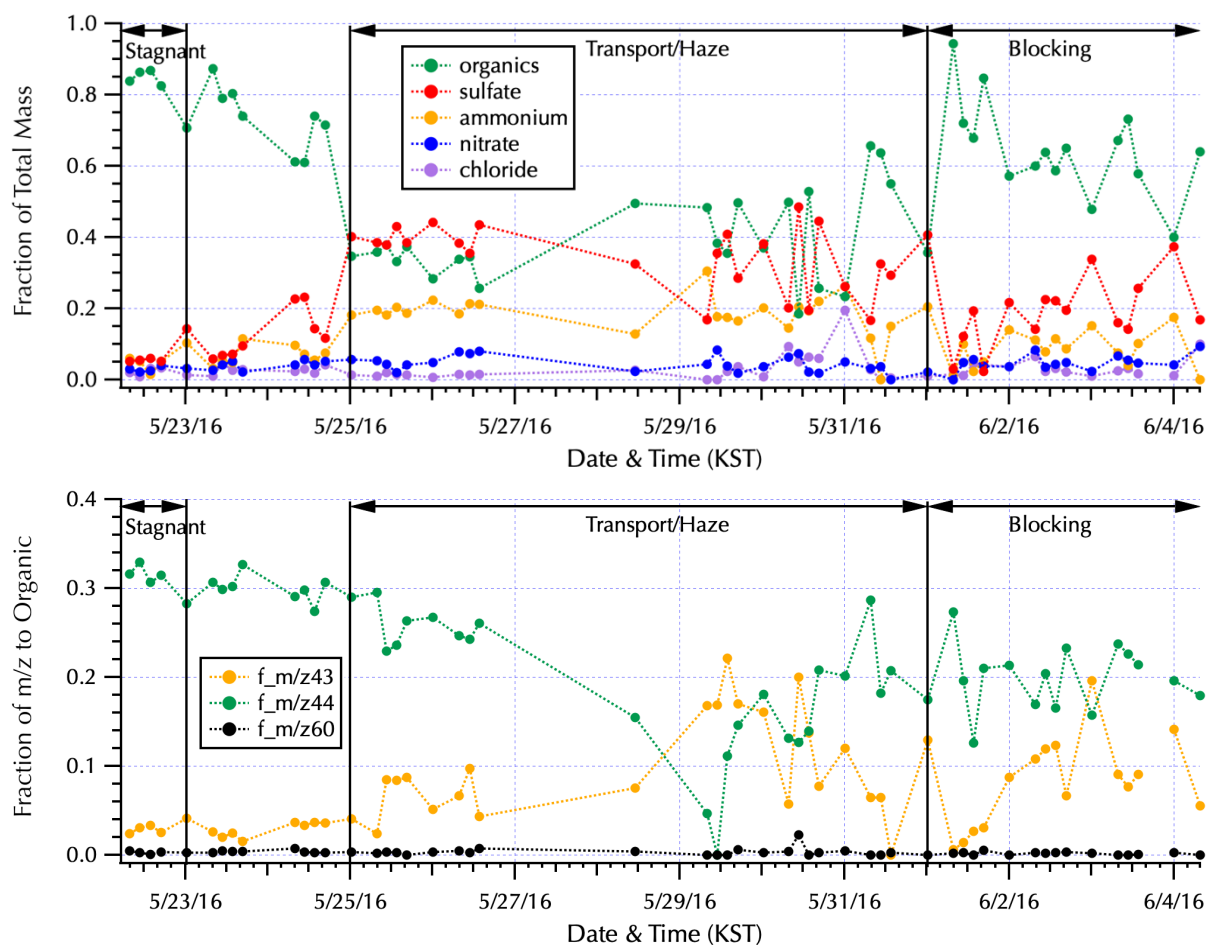 1.0
0.8
0.6
0.4
0.2
0.0
Fraction of Total Mass
Stagnant
Transport/Haze
Blocking
organics
sulfate
ammonium
nitrate
chloride
5/23/16
5/25/16
5/27/16
5/29/16
5/31/16
6/2/16
6/4/16
Date & Time (KST)
0.4
0.3
0.2
0.1
0.0
Fraction of m/z to Organic
Stagnant
Transport/Haze
Blocking
f_m/z43
f_m/z44
f_m/z60
5/23/16
5/25/16
5/27/16
5/29/16
5/31/16
6/2/16
6/4/16
Date & Time (KST)